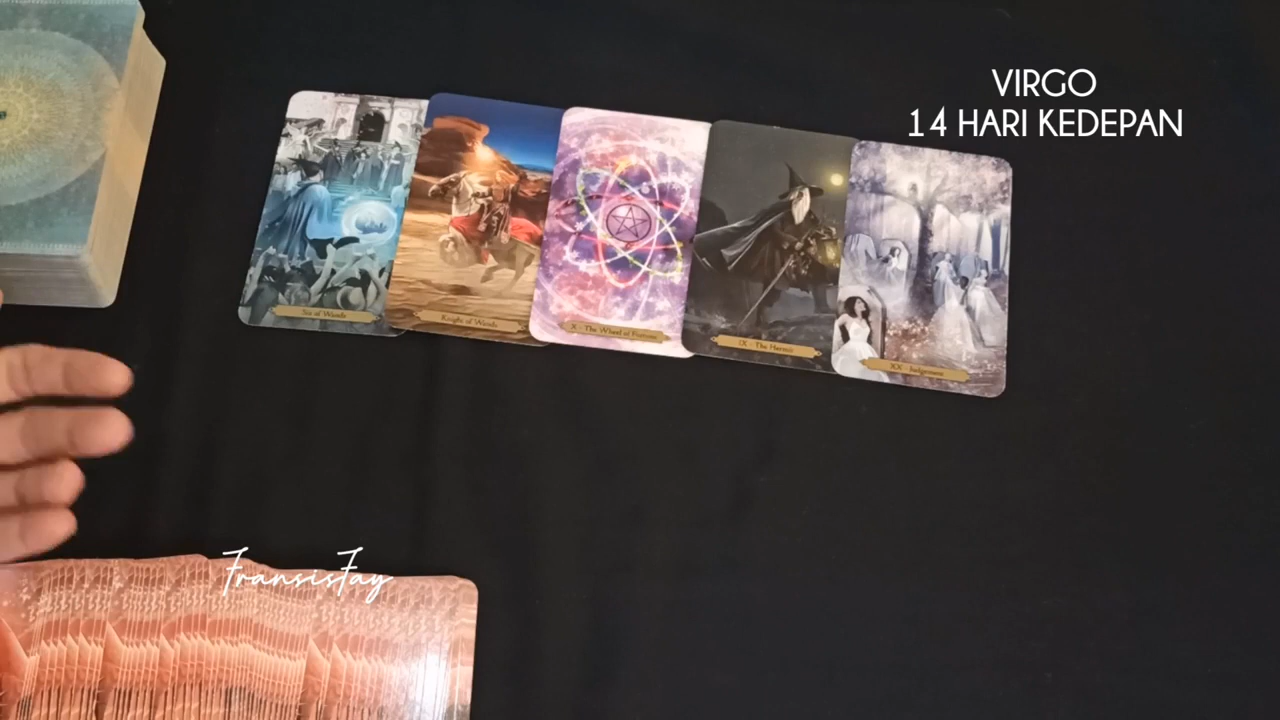 VIRGO
14 HARI KEDEPAN
Six of Wands
Knight of Wands
X - The Wheel of Fortune
IX - The Hermit
XX - Judgement
FransisFay